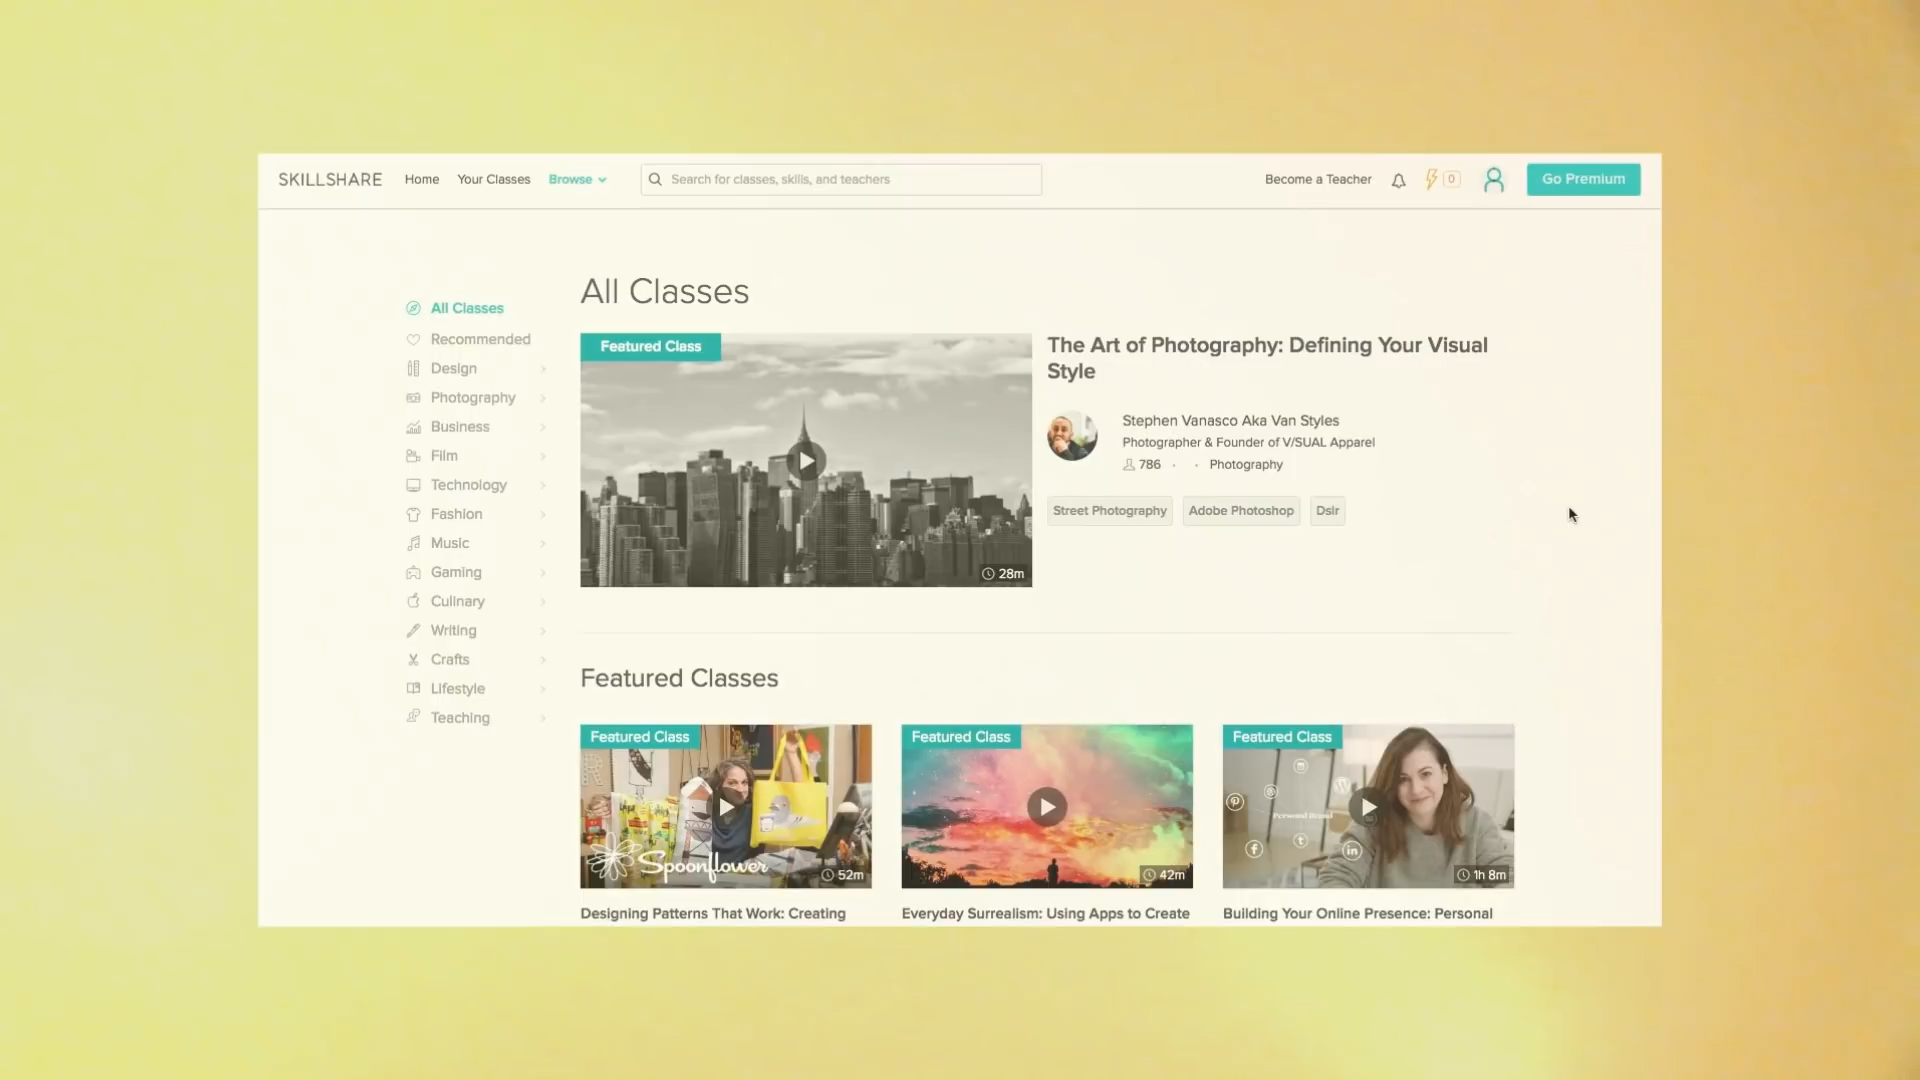 SKILLSHARE
Home
Your Classes
Browse
Search for classes, skills, and teachers
Become a Teacher
0
Go Premium
All Classes
Recommended
Design
Photography
Business
Film
Technology
Fashion
Music
Gaming
Culinary
Writing
Crafts
Lifestyle
Teaching
All Classes
Featured Class
28m
The Art of Photography: Defining Your Visual
Style
Stephen Vanasco Aka Van Styles
Photographer & Founder of V/SUAL Apparel
786 · · Photography
Street Photography
Adobe Photoshop
Dslr
Featured Classes
Featured Class
Spoonflower
52m
Designing Patterns That Work: Creating
Featured Class
42m
Everyday Surrealism: Using Apps to Create
Featured Class
Personal Brand
1h 8m
Building Your Online Presence: Personal